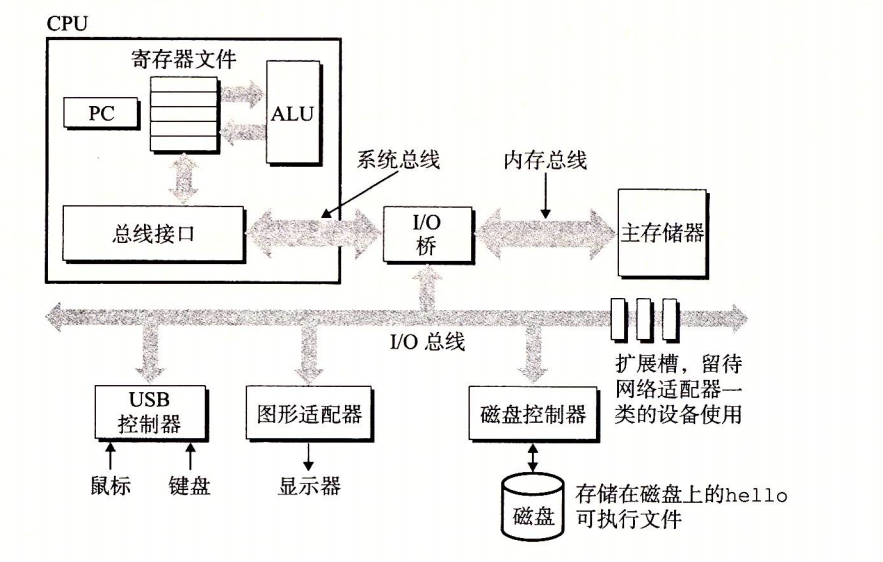 CPU
寄存器文件
PC
ALU
系统总线
内存总线
总线接口
I/O
桥
主存储器
I/O 总线
扩展槽，留待
网络适配器一
类的设备使用
USB
控制器
图形适配器
磁盘控制器
鼠标
键盘
显示器
磁盘
存储在磁盘上的hello
可执行文件